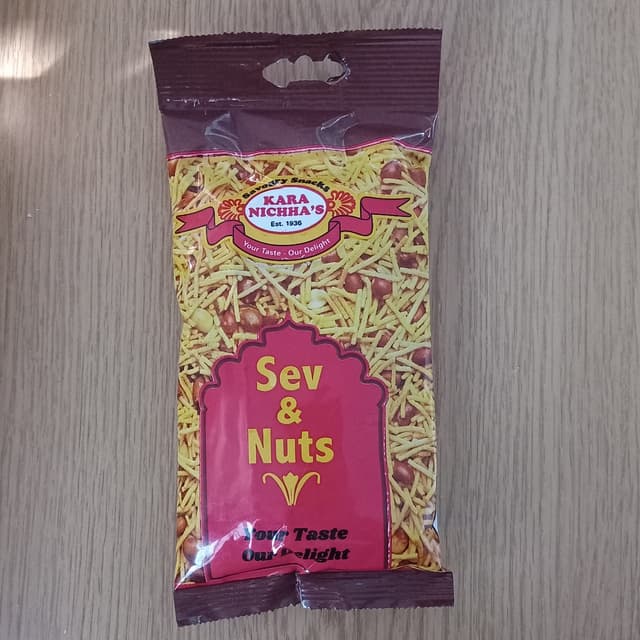 Savoury Snacks
KARA
NICHHA'S
Est. 1936
Your Taste - Our Delight
Sev
&
Nuts
Your Taste
Our Delight